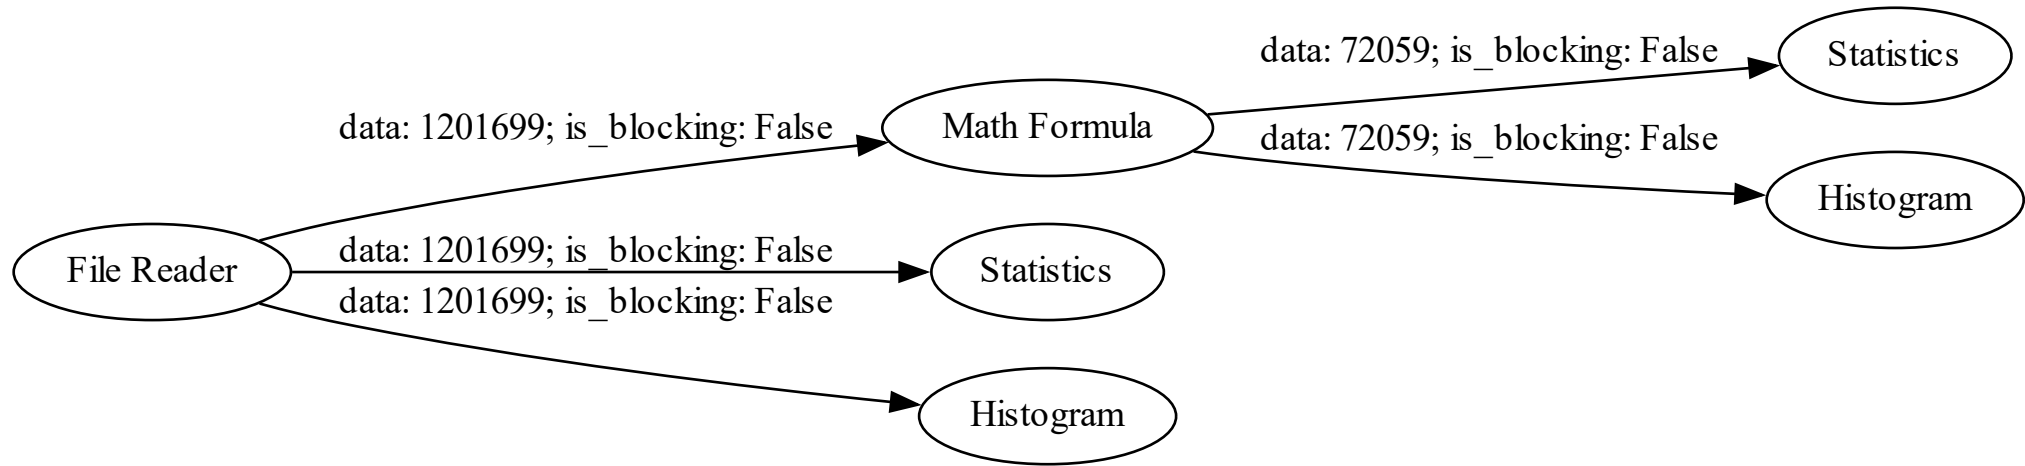 data: 72059; is_blocking: False
Statistics
data: 1201699; is_blocking: False
Math Formula
data: 72059; is_blocking: False
Histogram
data: 1201699; is_blocking: False
File Reader
Statistics
data: 1201699; is_blocking: False
Histogram